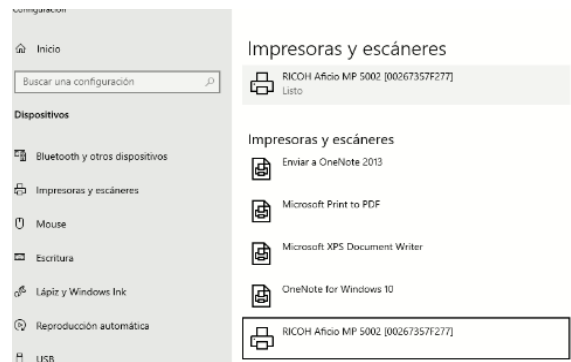 Configuración
Inicio
Buscar una configuración
Dispositivos
Bluetooth y otros dispositivos
Impresoras y escáneres
Mouse
Escritura
Lápiz y Windows Ink
Reproducción automática
USB
Impresoras y escáneres
RICOH Aficio MP 5002 [00267357F277]
Listo
Impresoras y escáneres
Enviar a OneNote 2013
Microsoft Print to PDF
Microsoft XPS Document Writer
OneNote for Windows 10
RICOH Aficio MP 5002 [00267357F277]